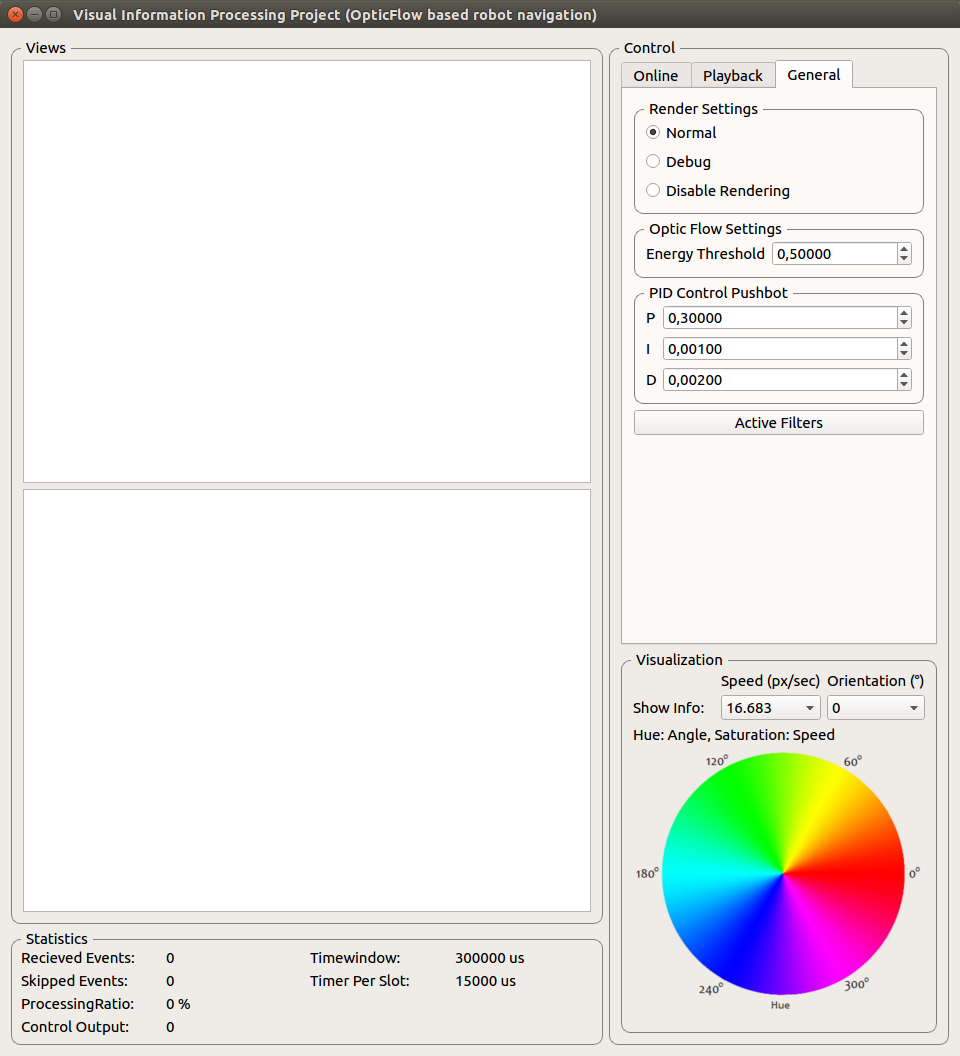 Visual Information Processing Project (OpticFlow based robot navigation)
Views
Control
Online Playback General
Render Settings
Normal
Debug
Disable Rendering
Optic Flow Settings
Energy Threshold 0,50000
PID Control Pushbot
P 0,30000
I 0,00100
D 0,00200
Active Filters
Visualization
Speed (px/sec) Orientation (°)
Show Info: 16.683 0
Hue: Angle, Saturation: Speed
120° 60°
180° 0°
240° 300°
Hue
Statistics
Recieved Events: 0 Timewindow: 300000 us
Skipped Events: 0 Timer Per Slot: 15000 us
ProcessingRatio: 0 %
Control Output: 0